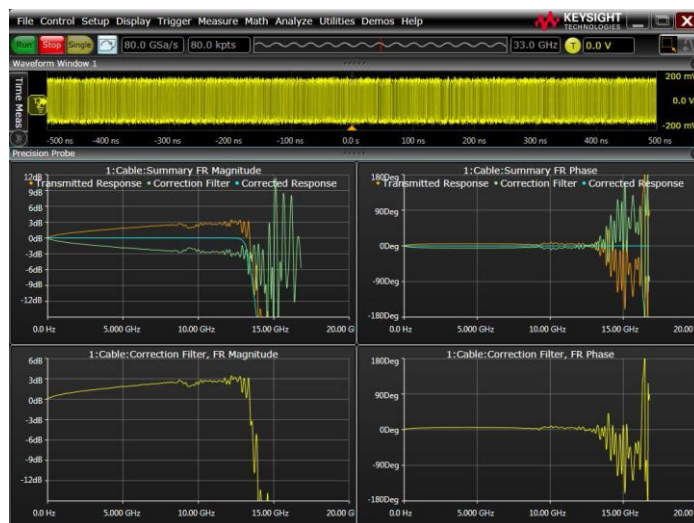 File Control Setup Display Trigger Measure Math Analyze Utilities Demos Help
KEYSIGHT TECHNOLOGIES
Run Stop Single 80.0 GSa/s 80.0 kpts 33.0 GHz T 0.0 V
Waveform Window 1
Time Meas
200 mV
0.0 V
-200 mV
-500 ns -400 ns -300 ns -200 ns -100 ns 0.0 s 100 ns 200 ns 300 ns 400 ns 500 ns
Precision Probe
1:Cable:Summary FR Magnitude
Transmitted Response Correction Filter Corrected Response
12dB
9dB
6dB
3dB
0dB
-3dB
-6dB
-9dB
-12dB
0.0 Hz 5.000 GHz 10.00 GHz 15.00 GHz 20.00 G
1:Cable:Summary FR Phase
Transmitted Response Correction Filter Corrected Response
180Deg
90Deg
0Deg
-90Deg
-180Deg
0.0 Hz 5.000 GHz 10.00 GHz 15.00 GHz 20.00 G
1:Cable:Correction Filter, FR Magnitude
6dB
3dB
0dB
-3dB
-6dB
-9dB
-12dB
0.0 Hz 5.000 GHz 10.00 GHz 15.00 GHz 20.00 G
1:Cable:Correction Filter, FR Phase
180Deg
90Deg
0Deg
-90Deg
-180Deg
0.0 Hz 5.000 GHz 10.00 GHz 15.00 GHz 20.00 G